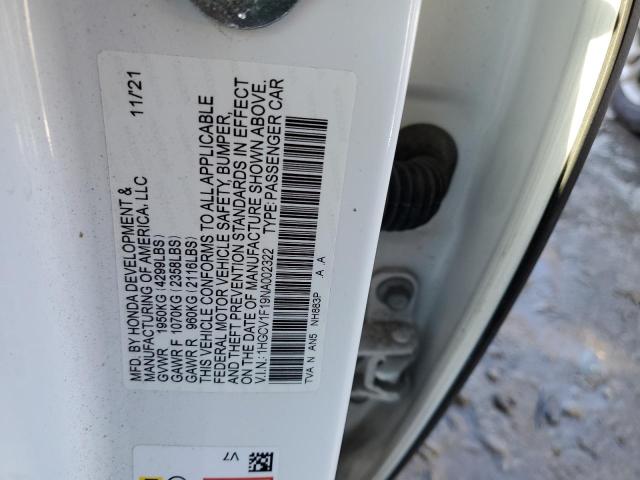 11/21
MFD. BY HONDA DEVELOPMENT &
MANUFACTURING OF AMERICA, LLC
GVWR 1950KG (4299LBS)
GAWR F 1070KG (2358LBS)
GAWR R 960KG (2116LBS)
THIS VEHICLE CONFORMS TO ALL APPLICABLE
FEDERAL MOTOR VEHICLE SAFETY, BUMPER,
AND THEFT PREVENTION STANDARDS IN EFFECT
ON THE DATE OF MANUFACTURE SHOWN ABOVE.
V.I.N.: 1HGCV1F19NA002322 TYPE: PASSENGER CAR
TVA N AN5 NH883P .A .A
V7